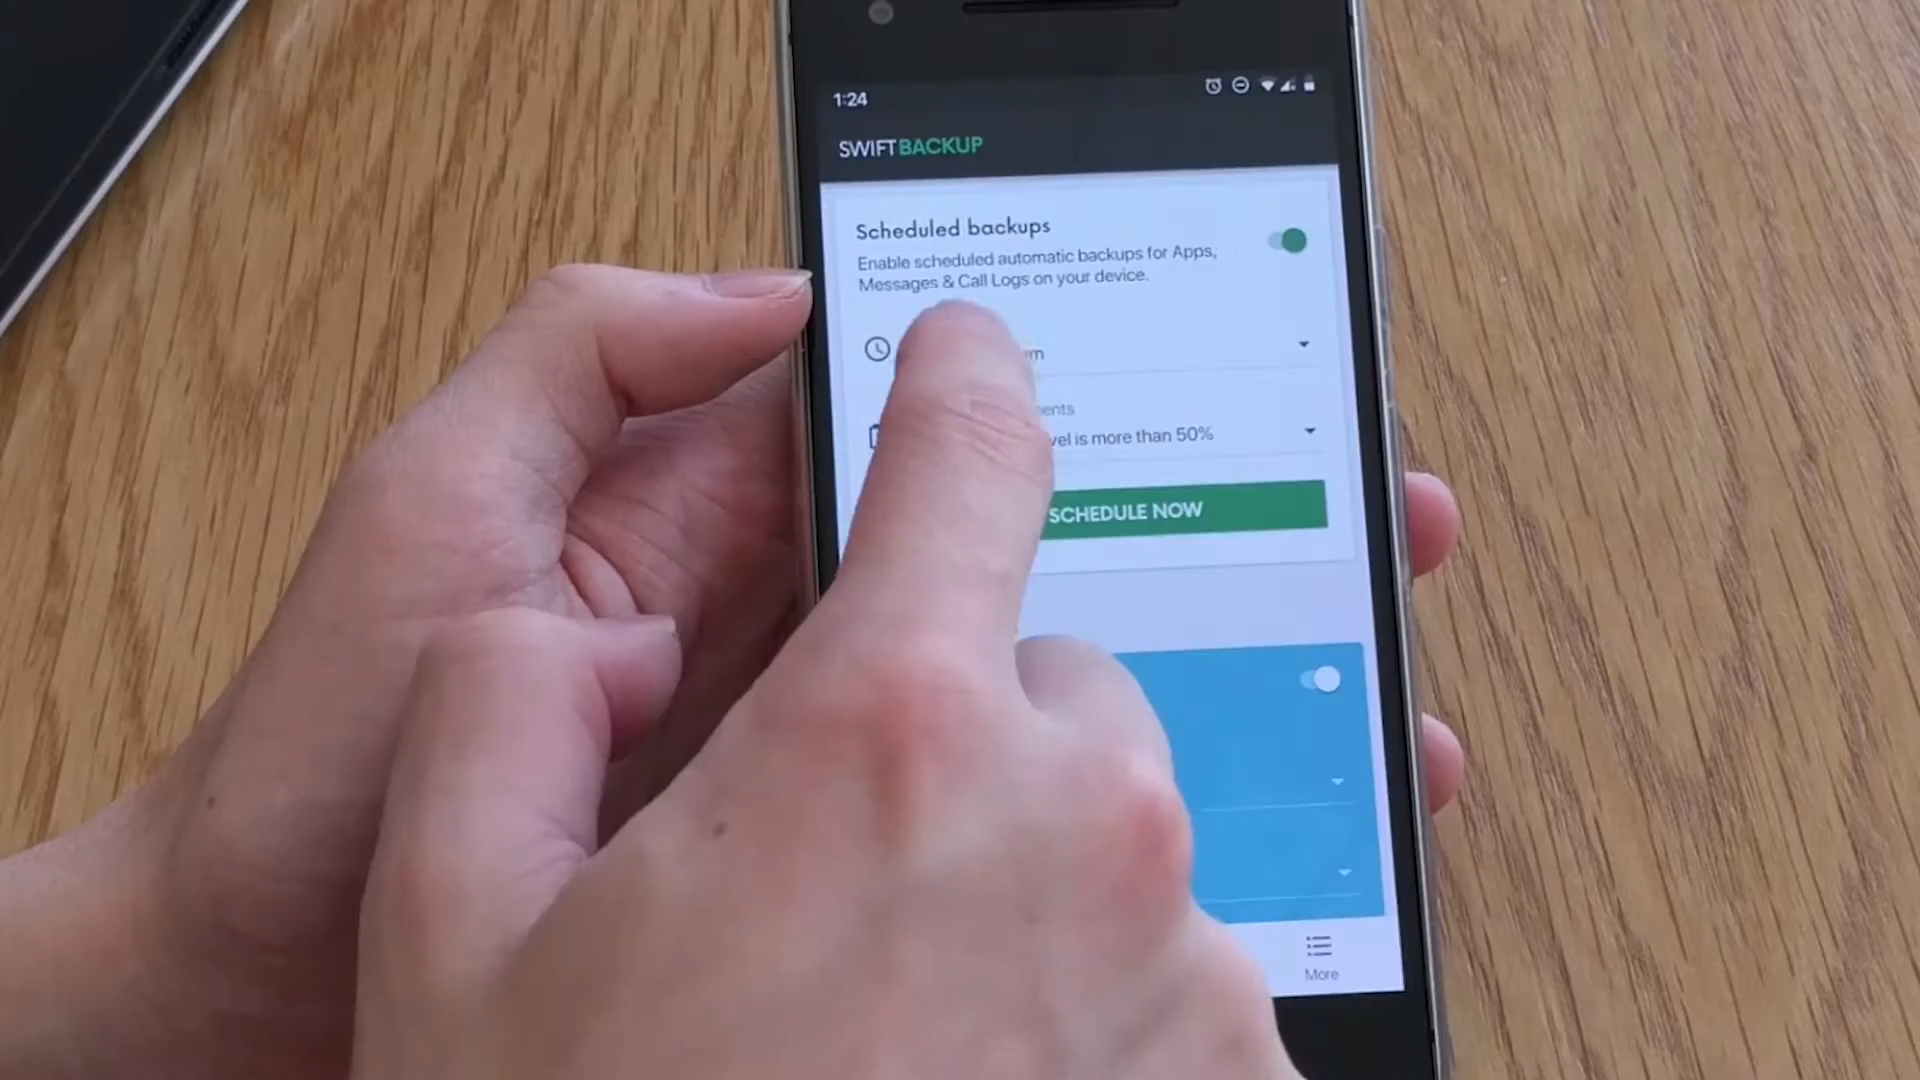 1:24
SWIFTBACKUP
Scheduled backups
Enable scheduled automatic backups for Apps,
Messages & Call Logs on your device.
is more than 50%
SCHEDULE NOW
More